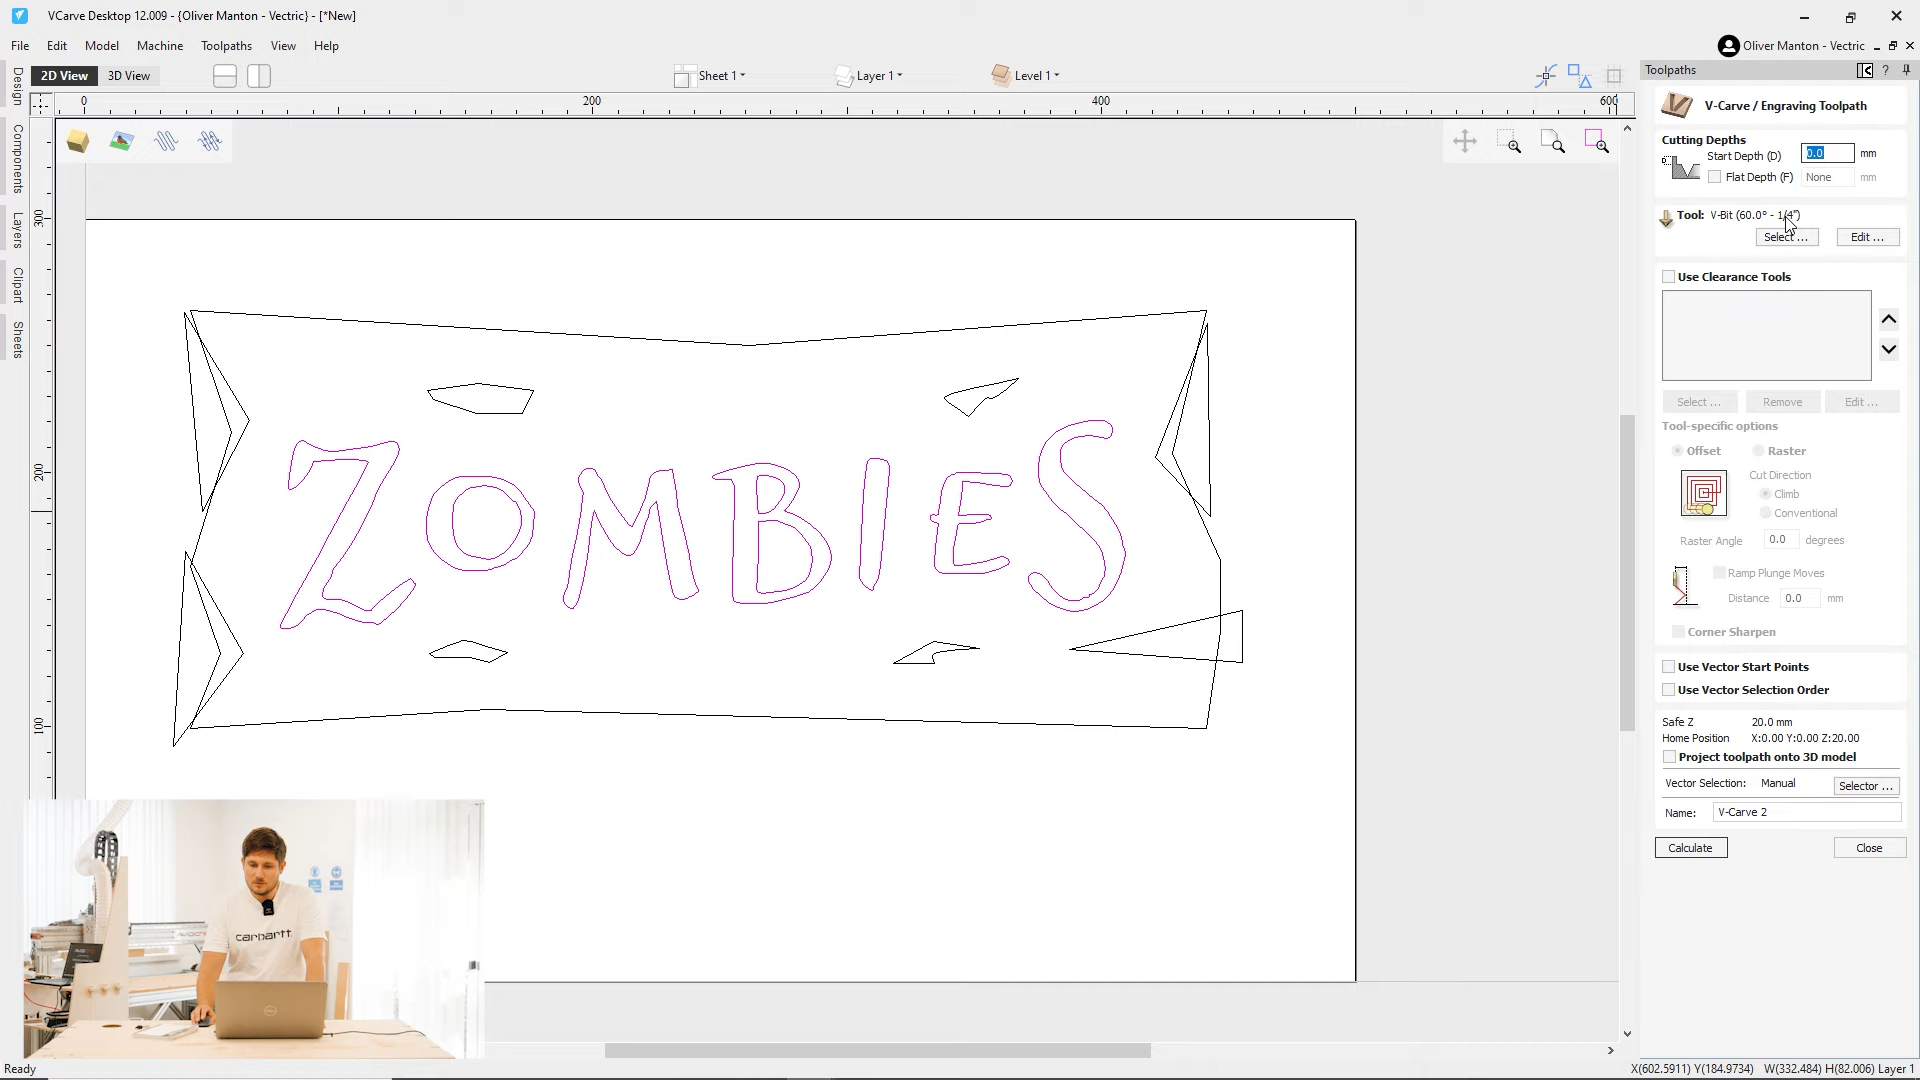 VCarve Desktop 12.009 - {Oliver Manton - Vectric} - [*New]
File Edit Model Machine Toolpaths View Help
Oliver Manton - Vectric
2D View 3D View
Sheet 1
Layer 1
Level 1
Design
Components
Layers
Clipart
Sheets
0 200 400 600
300
200
100
ZOMBIES
Toolpaths
V-Carve / Engraving Toolpath
Cutting Depths
Start Depth (D) 0.0 mm
Flat Depth (F) None mm
Tool: V-Bit (60.0° - 1/4")
Select ... Edit ...
Use Clearance Tools
Select ... Remove Edit ...
Tool-specific options
Offset Raster
Cut Direction
Climb
Conventional
Raster Angle 0.0 degrees
Ramp Plunge Moves
Distance 0.0 mm
Corner Sharpen
Use Vector Start Points
Use Vector Selection Order
Safe Z 20.0 mm
Home Position X:0.00 Y:0.00 Z:20.00
Project toolpath onto 3D model
Vector Selection: Manual Selector ...
Name: V-Carve 2
Calculate Close
carhartt
DELL
Ready
X(602.5911) Y(184.9734) W(332.484) H(82.006) Layer 1